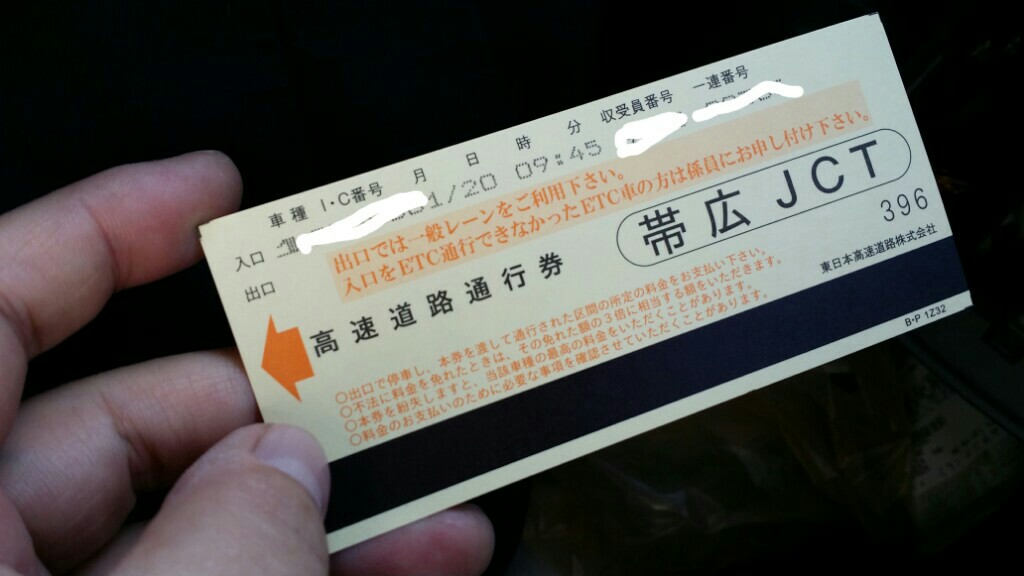 車種 I・C番号 月 日 時 分 収受員番号 一連番号
入口 1/20 09:45
出口
出口では一般レーンをご利用下さい。
入口をETC通行できなかったETC車の方は係員にお申し付け下さい。
高速道路通行券
帯広JCT
396
○出口で停車し、本券を渡して通行された区間の所定の料金をお支払い下さい。
○不法に料金を免れたときは、その免れた額の3倍に相当する額をいただきます。
○本券を紛失しますと、当該車種の最高の料金をいただくことがあります。
○料金のお支払いのために必要な事項を確認させていただくことがあります。
東日本高速道路株式会社
B・P 1Z32